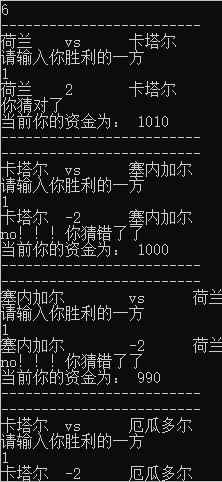 6
-------------------------
荷兰    vs      卡塔尔
请输入你胜利的一方
1
荷兰    2       卡塔尔
你猜对了
当前你的资金为： 1010
-------------------------
-------------------------
卡塔尔  vs      塞内加尔
请输入你胜利的一方
1
卡塔尔  -2      塞内加尔
no！！！你猜错了了
当前你的资金为： 1000
-------------------------
-------------------------
塞内加尔        vs      荷兰
请输入你胜利的一方
1
塞内加尔        -2      荷兰
no！！！你猜错了了
当前你的资金为： 990
-------------------------
-------------------------
卡塔尔  vs      厄瓜多尔
请输入你胜利的一方
1
卡塔尔  -2      厄瓜多尔